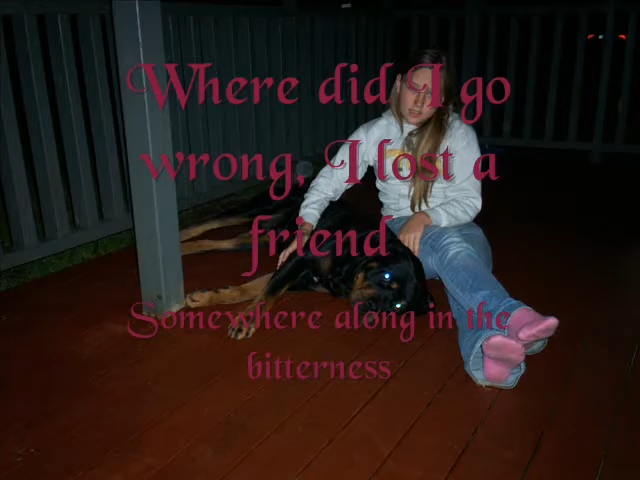 Where did I go
wrong, I lost a
friend
Somewhere along in the
bitterness